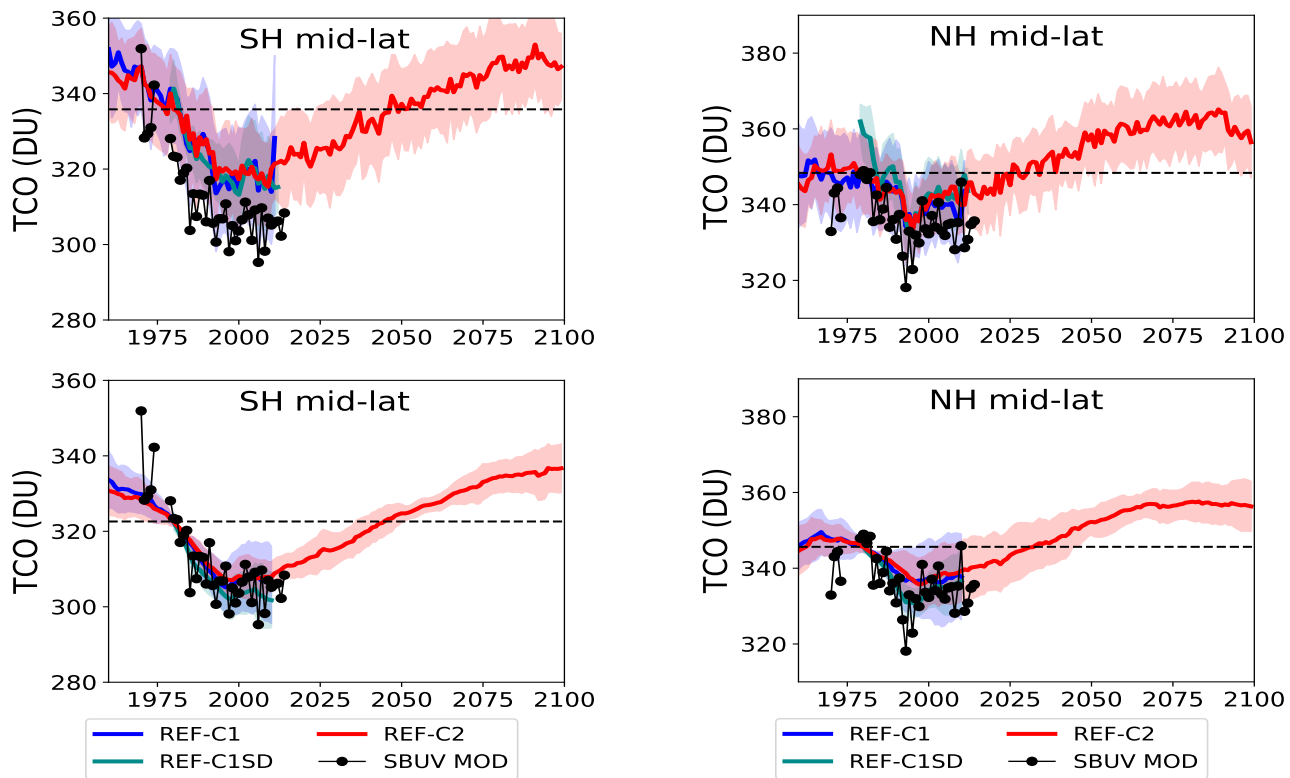 360
SH mid-lat
340
TCO (DU)
320
300
280
1975 2000 2025 2050 2075 2100
NH mid-lat
380
360
TCO (DU)
340
320
1975 2000 2025 2050 2075 2100
360
SH mid-lat
340
TCO (DU)
320
300
280
1975 2000 2025 2050 2075 2100
NH mid-lat
380
360
TCO (DU)
340
320
1975 2000 2025 2050 2075 2100
REF-C1 REF-C2
REF-C1SD SBUV MOD
REF-C1 REF-C2
REF-C1SD SBUV MOD